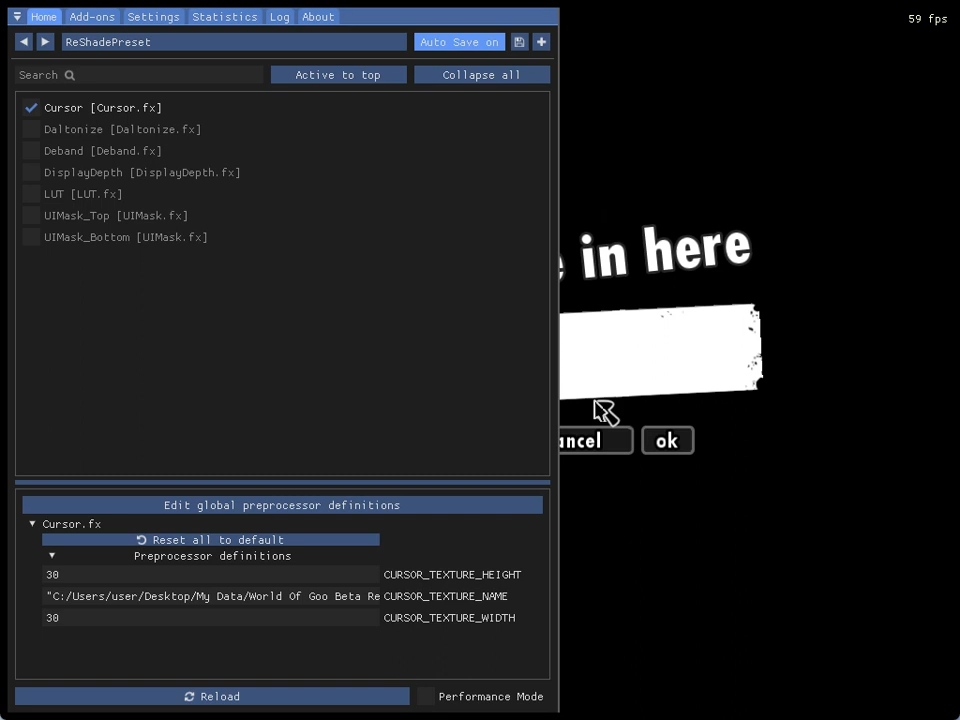 Home Add-ons Settings Statistics Log About
59 fps
ReShadePreset Auto Save on
Search Active to top Collapse all
Cursor [Cursor.fx]
Daltonize [Daltonize.fx]
Deband [Deband.fx]
DisplayDepth [DisplayDepth.fx]
LUT [LUT.fx]
UIMask_Top [UIMask.fx]
UIMask_Bottom [UIMask.fx]
in here
ancel ok
Edit global preprocessor definitions
Cursor.fx
Reset all to default
Preprocessor definitions
30 CURSOR_TEXTURE_HEIGHT
"C:/Users/user/Desktop/My Data/World Of Goo Beta Re CURSOR_TEXTURE_NAME
30 CURSOR_TEXTURE_WIDTH
Reload Performance Mode